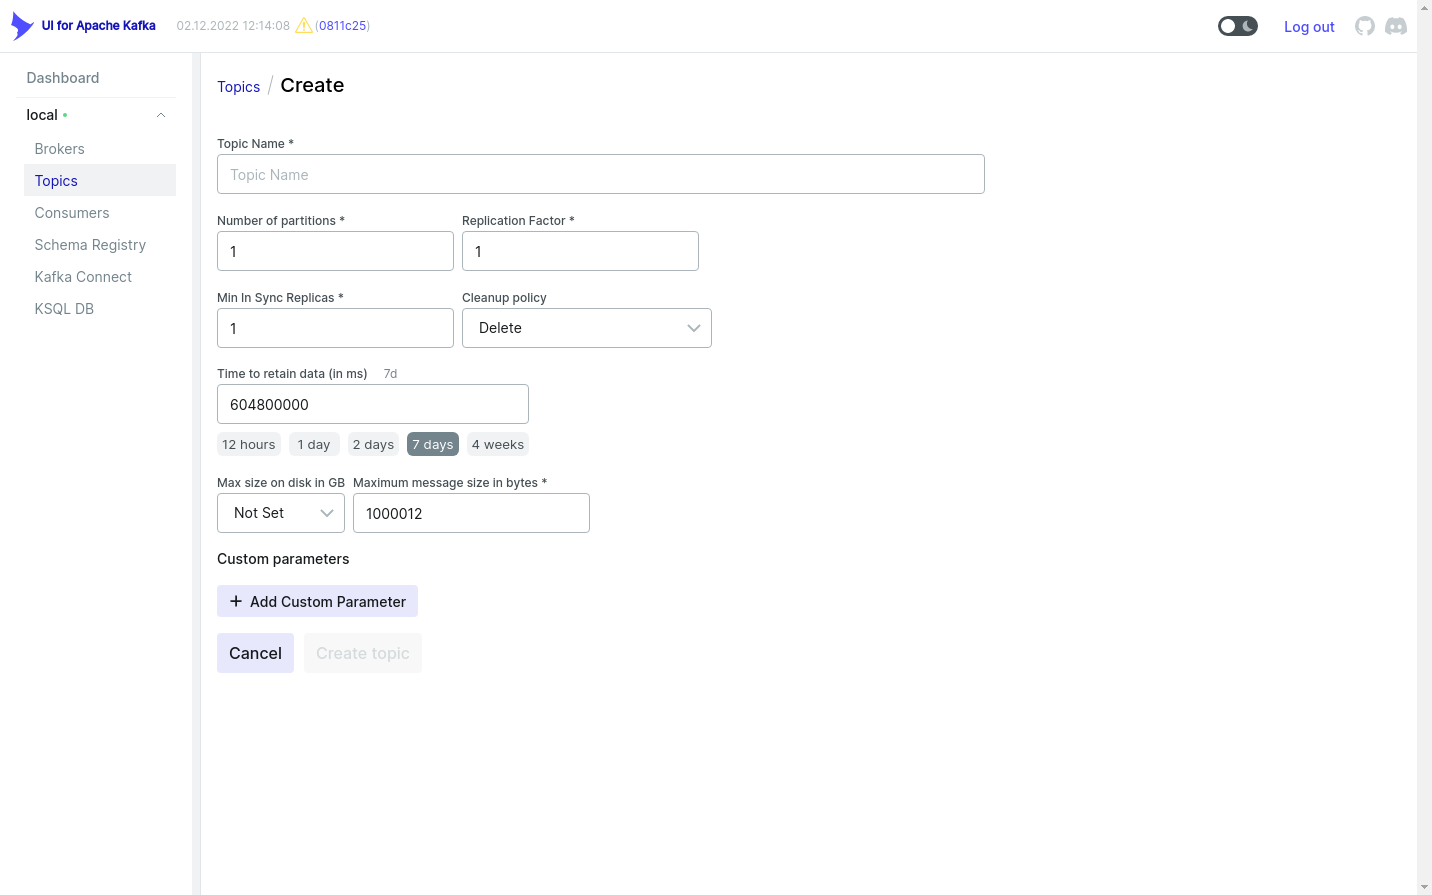 UI for Apache Kafka 02.12.2022 12:14:08 (0811c25) Log out
Dashboard
local
Brokers
Topics
Consumers
Schema Registry
Kafka Connect
KSQL DB
Topics / Create
Topic Name *
Topic Name
Number of partitions * Replication Factor *
1 1
Min In Sync Replicas * Cleanup policy
1 Delete
Time to retain data (in ms) 7d
604800000
12 hours 1 day 2 days 7 days 4 weeks
Max size on disk in GB Maximum message size in bytes *
Not Set 1000012
Custom parameters
+ Add Custom Parameter
Cancel Create topic